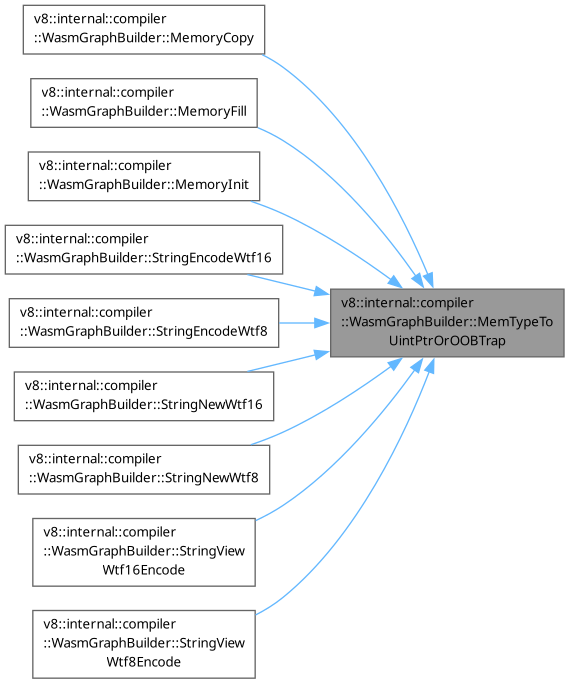 v8::internal::compiler
::WasmGraphBuilder::MemoryCopy
v8::internal::compiler
::WasmGraphBuilder::MemoryFill
v8::internal::compiler
::WasmGraphBuilder::MemoryInit
v8::internal::compiler
::WasmGraphBuilder::StringEncodeWtf16
v8::internal::compiler
::WasmGraphBuilder::StringEncodeWtf8
v8::internal::compiler
::WasmGraphBuilder::StringNewWtf16
v8::internal::compiler
::WasmGraphBuilder::StringNewWtf8
v8::internal::compiler
::WasmGraphBuilder::StringView
Wtf16Encode
v8::internal::compiler
::WasmGraphBuilder::StringView
Wtf8Encode
v8::internal::compiler
::WasmGraphBuilder::MemTypeTo
UintPtrOrOOBTrap